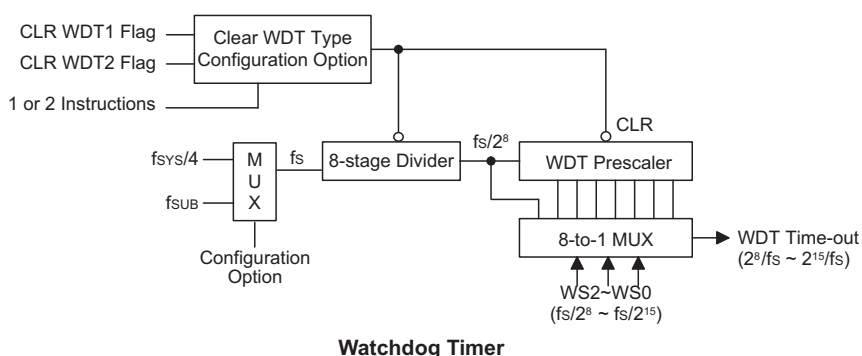 CLR WDT1 Flag
CLR WDT2 Flag
1 or 2 Instructions
Clear WDT Type
Configuration Option
CLR
fSYS/4
fSUB
M
U
X
fS
8-stage Divider
fS/2⁸
WDT Prescaler
Configuration
Option
8-to-1 MUX
WDT Time-out
(2⁸/fS ~ 2¹⁵/fS)
WS2~WS0
(fS/2⁸ ~ fS/2¹⁵)
Watchdog Timer